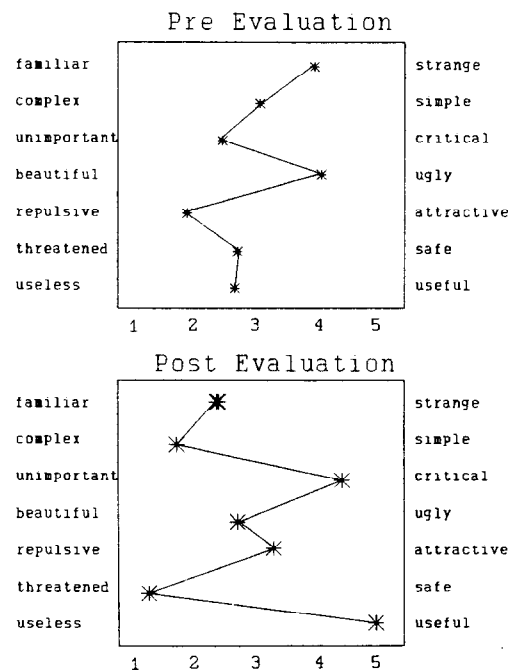 Pre Evaluation
familiar strange
complex simple
unimportant critical
beautiful ugly
repulsive attractive
threatened safe
useless useful
1 2 3 4 5
Post Evaluation
familiar strange
complex simple
unimportant critical
beautiful ugly
repulsive attractive
threatened safe
useless useful
1 2 3 4 5